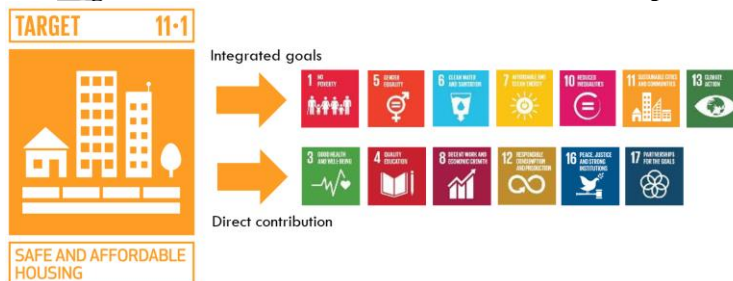 TARGET 11·1
Integrated goals
1 NO POVERTY
5 GENDER EQUALITY
6 CLEAN WATER AND SANITATION
7 AFFORDABLE AND CLEAN ENERGY
10 REDUCED INEQUALITIES
11 SUSTAINABLE CITIES AND COMMUNITIES
13 CLIMATE ACTION
3 GOOD HEALTH AND WELL-BEING
4 QUALITY EDUCATION
8 DECENT WORK AND ECONOMIC GROWTH
12 RESPONSIBLE CONSUMPTION AND PRODUCTION
16 PEACE, JUSTICE AND STRONG INSTITUTIONS
17 PARTNERSHIPS FOR THE GOALS
Direct contribution
SAFE AND AFFORDABLE
HOUSING